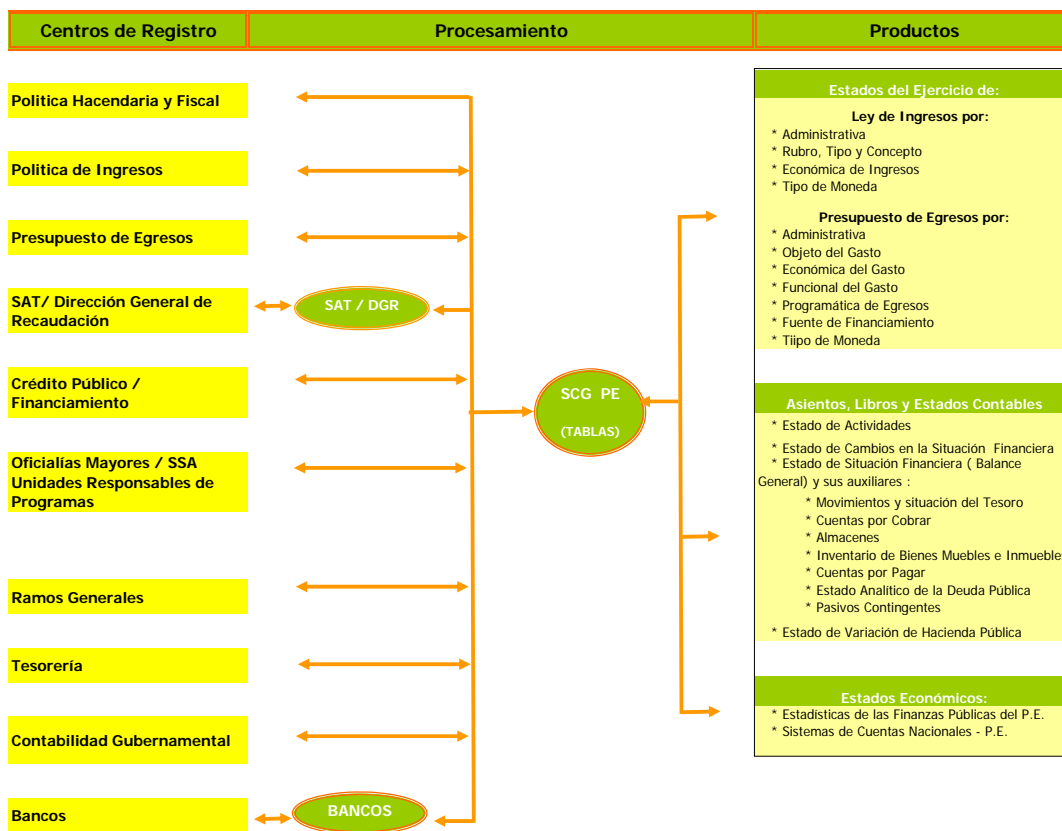 Centros de Registro
Procesamiento
Productos
Politica Hacendaria y Fiscal
Politica de Ingresos
Presupuesto de Egresos
SAT/ Dirección General de
Recaudación
SAT / DGR
Crédito Público /
Financiamiento
Oficialías Mayores / SSA
Unidades Responsables de
Programas
Ramos Generales
Tesorería
Contabilidad Gubernamental
Bancos
BANCOS
SCG PE
(TABLAS)
Estados del Ejercicio de:
Ley de Ingresos por:
* Administrativa
* Rubro, Tipo y Concepto
* Económica de Ingresos
* Tipo de Moneda
Presupuesto de Egresos por:
* Administrativa
* Objeto del Gasto
* Económica del Gasto
* Funcional del Gasto
* Programática de Egresos
* Fuente de Financiamiento
* Tiipo de Moneda
Asientos, Libros y Estados Contables
* Estado de Actividades
* Estado de Cambios en la Situación Financiera
* Estado de Situación Financiera ( Balance
General) y sus auxiliares :
* Movimientos y situación del Tesoro
* Cuentas por Cobrar
* Almacenes
* Inventario de Bienes Muebles e Inmuebles
* Cuentas por Pagar
* Estado Analítico de la Deuda Pública
* Pasivos Contingentes
* Estado de Variación de Hacienda Pública
Estados Económicos:
* Estadísticas de las Finanzas Públicas del P.E.
* Sistemas de Cuentas Nacionales - P.E.